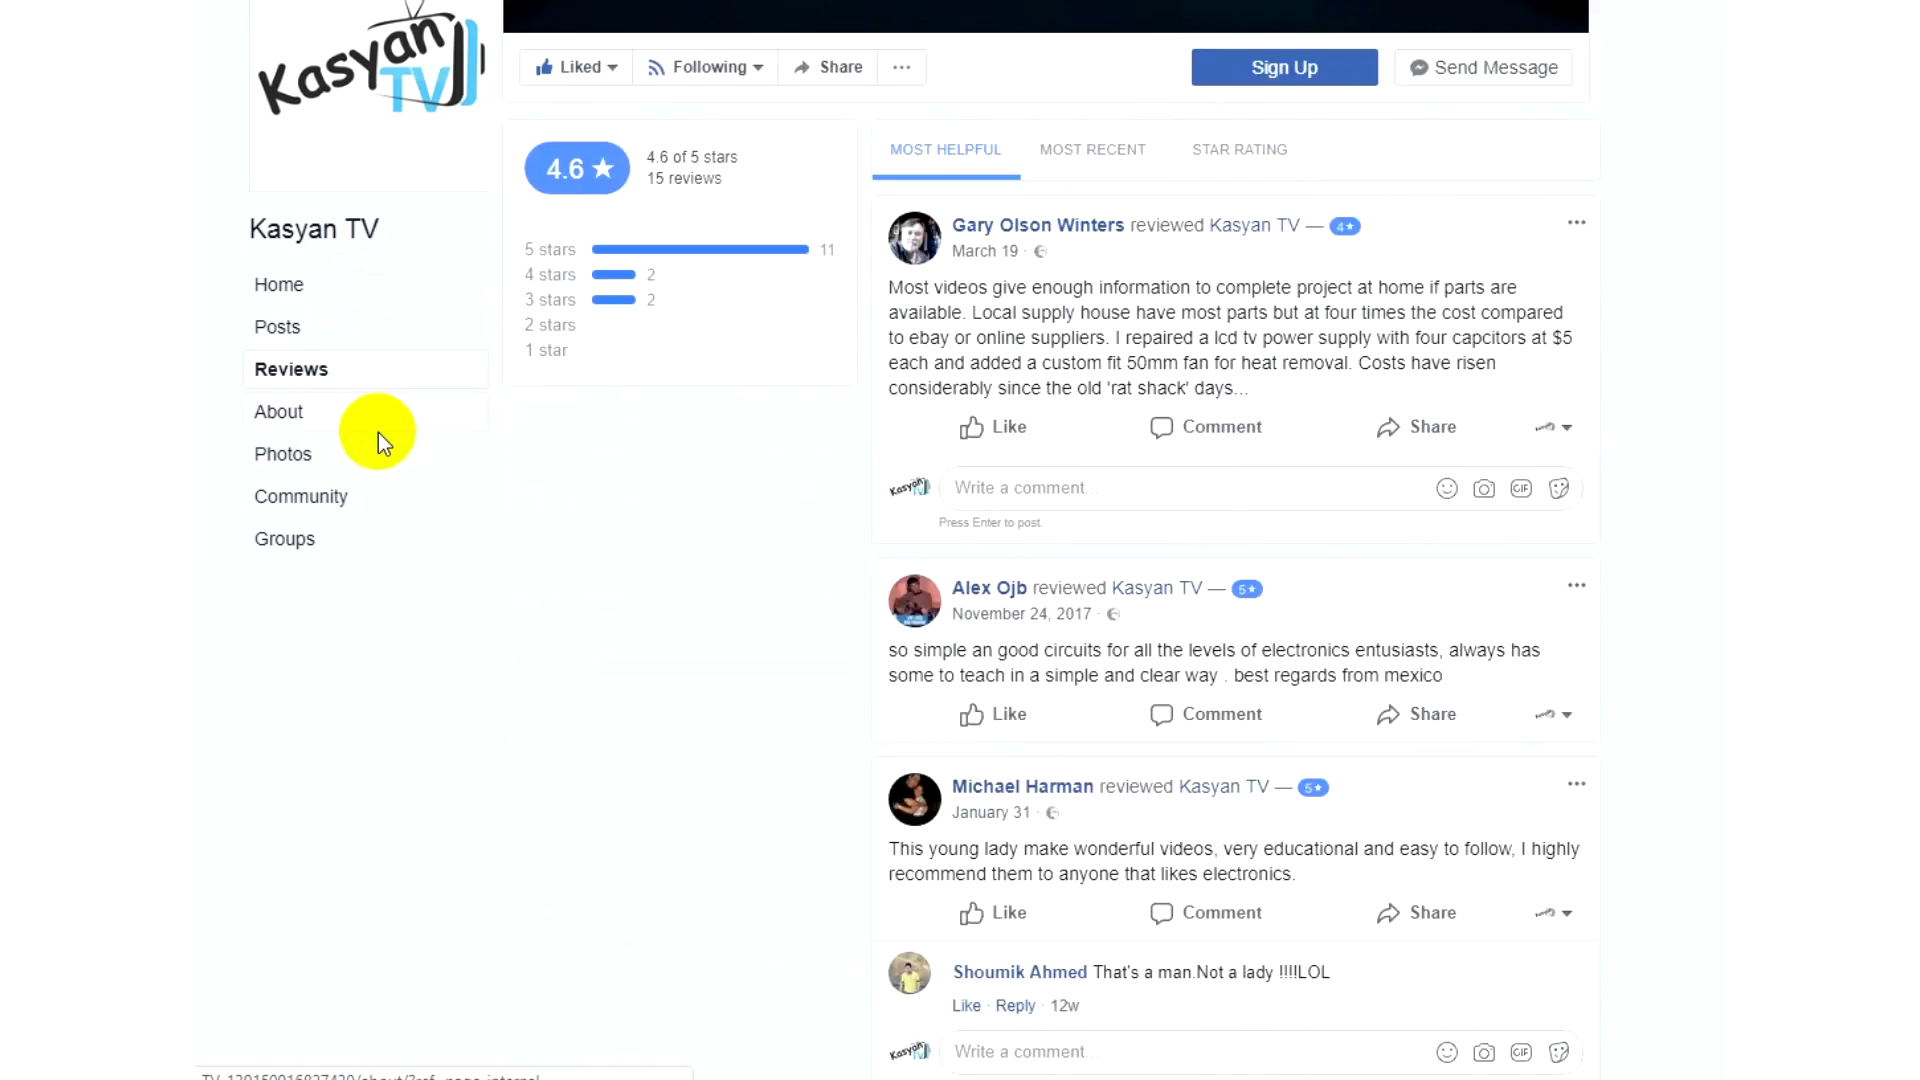 Kasyan
TV
Liked
Following
Share
Sign Up
Send Message
4.6 ★
4.6 of 5 stars
15 reviews
5 stars 11
4 stars 2
3 stars 2
2 stars
1 star
Kasyan TV
Home
Posts
Reviews
About
Photos
Community
Groups
MOST HELPFUL MOST RECENT STAR RATING
Gary Olson Winters reviewed Kasyan TV — 4★
March 19 ·
Most videos give enough information to complete project at home if parts are
available. Local supply house have most parts but at four times the cost compared
to ebay or online suppliers. I repaired a lcd tv power supply with four capcitors at $5
each and added a custom fit 50mm fan for heat removal. Costs have risen
considerably since the old 'rat shack' days...
Like Comment Share
Kasyan TV
Write a comment...
GIF
Press Enter to post.
Alex Ojb reviewed Kasyan TV — 5★
November 24, 2017 ·
so simple an good circuits for all the levels of electronics entusiasts, always has
some to teach in a simple and clear way . best regards from mexico
Like Comment Share
Michael Harman reviewed Kasyan TV — 5★
January 31 ·
This young lady make wonderful videos, very educational and easy to follow, I highly
recommend them to anyone that likes electronics.
Like Comment Share
Shoumik Ahmed That's a man.Not a lady !!!!LOL
Like · Reply · 12w
Kasyan TV
Write a comment...
GIF